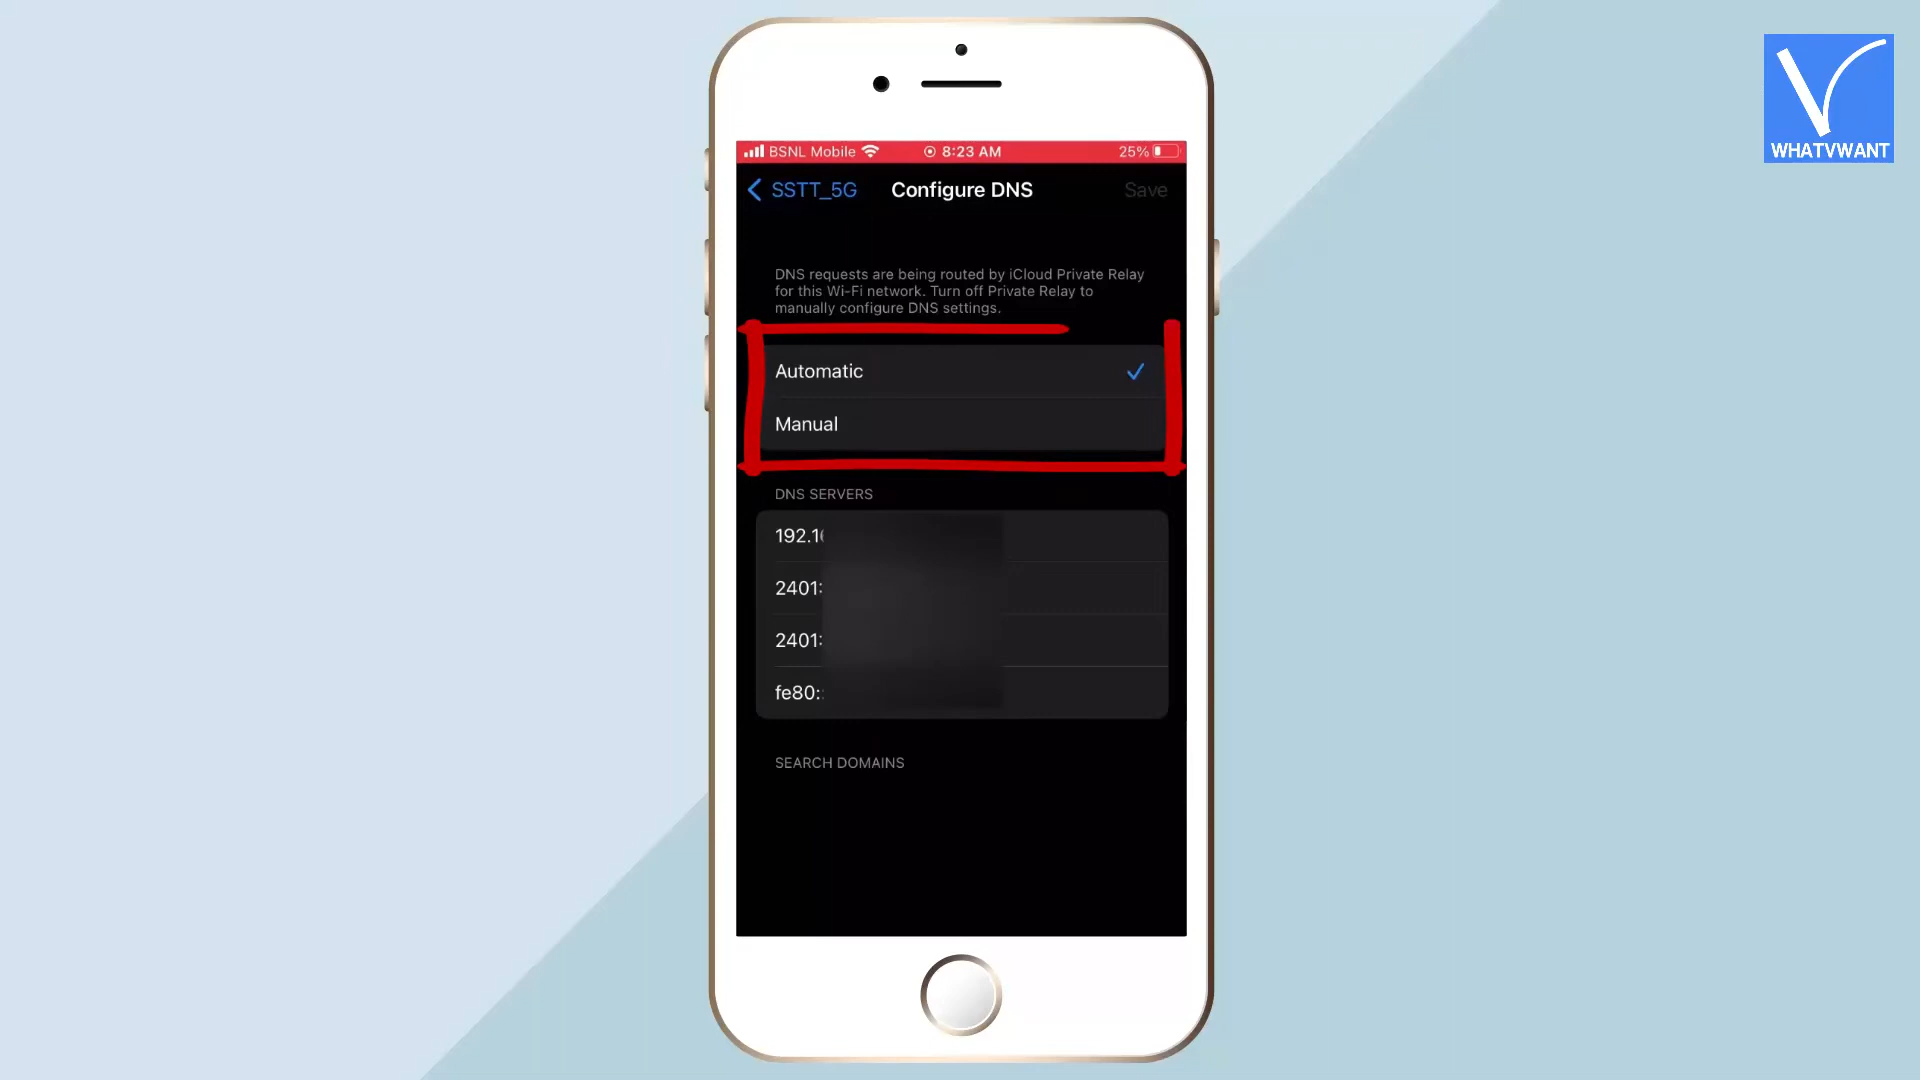 WHATVWANT
BSNL Mobile 8:23 AM 25%
SSTT_5G Configure DNS Save
DNS requests are being routed by iCloud Private Relay
for this Wi-Fi network. Turn off Private Relay to
manually configure DNS settings.
Automatic
Manual
DNS SERVERS
192.1
2401:
2401:
fe80:
SEARCH DOMAINS